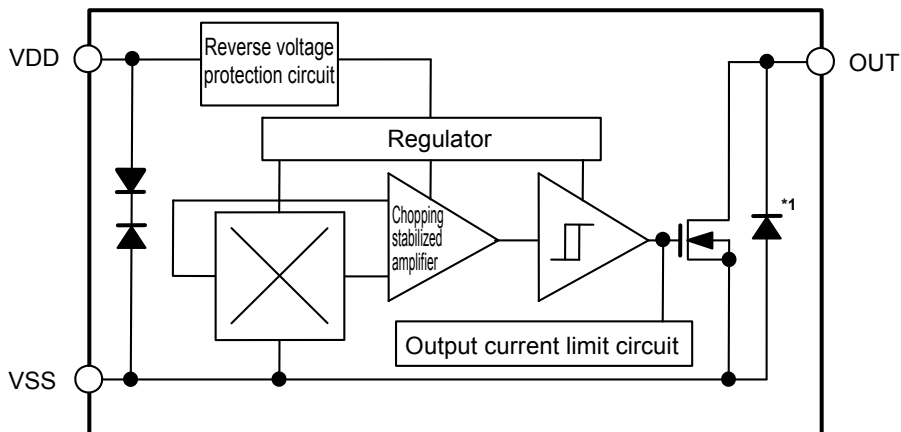 Reverse voltage
protection circuit
VDD
OUT
Regulator
*1
Chopping
stabilized
amplifier
Output current limit circuit
VSS